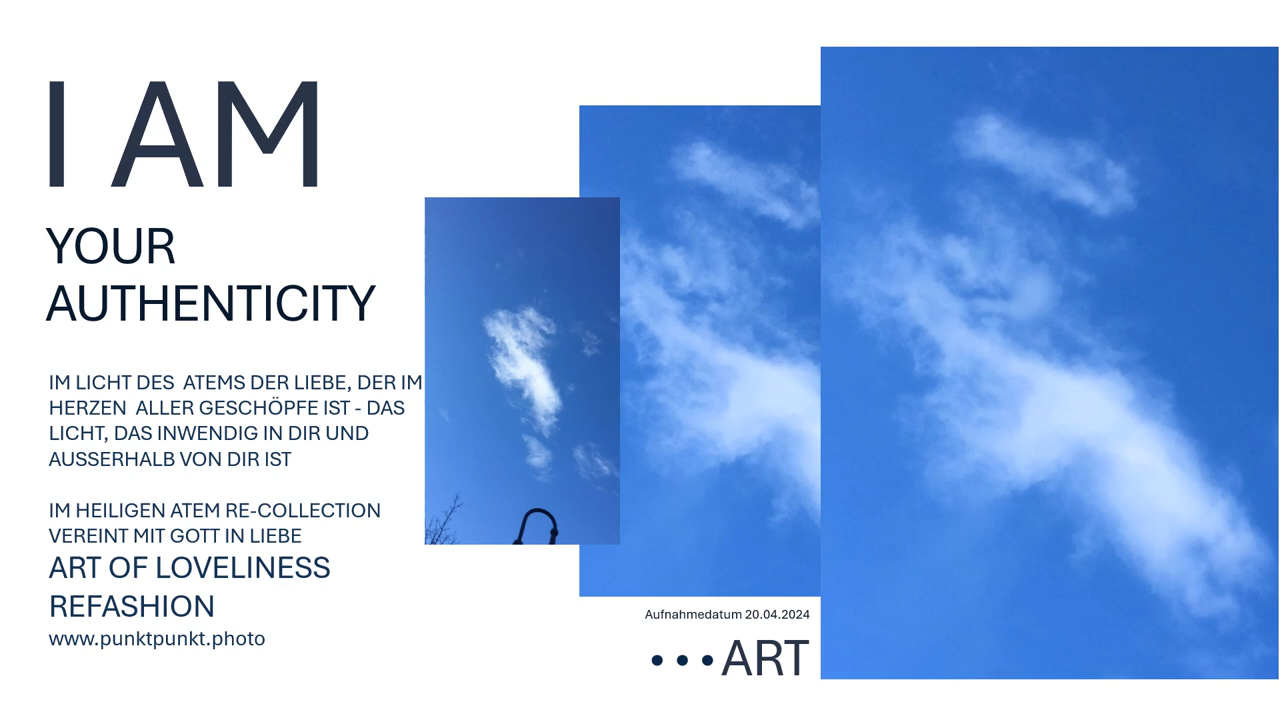 I AM
YOUR
AUTHENTICITY
IM LICHT DES  ATEMS DER LIEBE, DER IM
HERZEN  ALLER GESCHÖPFE IST - DAS
LICHT, DAS INWENDIG IN DIR UND
AUSSERHALB VON DIR IST
IM HEILIGEN ATEM RE-COLLECTION
VEREINT MIT GOTT IN LIEBE
ART OF LOVELINESS
REFASHION
www.punktpunkt.photo
Aufnahmedatum 20.04.2024
•••ART